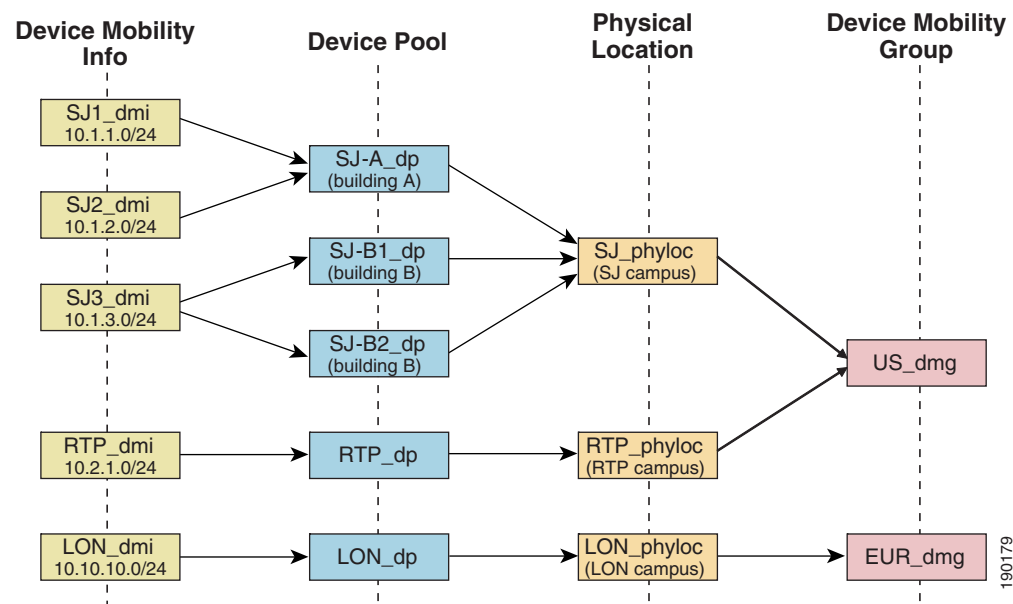 Device Mobility
Info
Device Pool
Physical
Location
Device Mobility
Group
SJ1_dmi
10.1.1.0/24
SJ2_dmi
10.1.2.0/24
SJ3_dmi
10.1.3.0/24
RTP_dmi
10.2.1.0/24
LON_dmi
10.10.10.0/24
SJ-A_dp
(building A)
SJ-B1_dp
(building B)
SJ-B2_dp
(building B)
RTP_dp
LON_dp
SJ_phyloc
(SJ campus)
RTP_phyloc
(RTP campus)
LON_phyloc
(LON campus)
US_dmg
EUR_dmg
190179